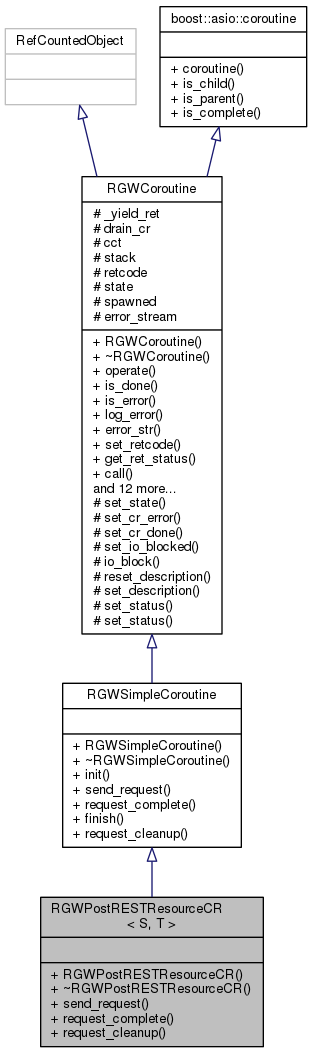 RefCountedObject
boost::asio::coroutine
+ coroutine()
+ is_child()
+ is_parent()
+ is_complete()
RGWCoroutine
# _yield_ret
# drain_cr
# cct
# stack
# retcode
# state
# spawned
# error_stream
+ RGWCoroutine()
+ ~RGWCoroutine()
+ operate()
+ is_done()
+ is_error()
+ log_error()
+ error_str()
+ set_retcode()
+ get_ret_status()
+ call()
and 12 more...
# set_state()
# set_cr_error()
# set_cr_done()
# set_io_blocked()
# io_block()
# reset_description()
# set_description()
# set_status()
# set_status()
RGWSimpleCoroutine
+ RGWSimpleCoroutine()
+ ~RGWSimpleCoroutine()
+ init()
+ send_request()
+ request_complete()
+ finish()
+ request_cleanup()
RGWPostRESTResourceCR
< S, T >
+ RGWPostRESTResourceCR()
+ ~RGWPostRESTResourceCR()
+ send_request()
+ request_complete()
+ request_cleanup()